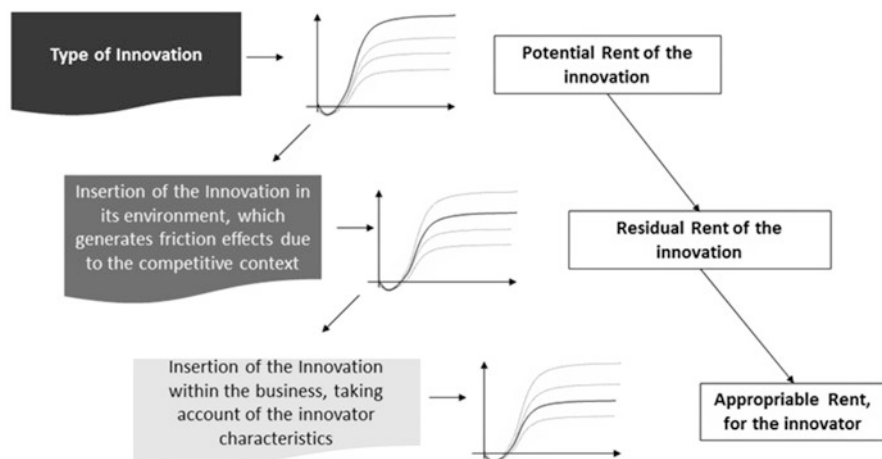 Type of Innovation
Potential Rent of the
innovation
Insertion of the Innovation in
its environment, which
generates friction effects due
to the competitive context
Residual Rent of the
innovation
Insertion of the Innovation
within the business, taking
account of the innovator
characteristics
Appropriable Rent,
for the innovator